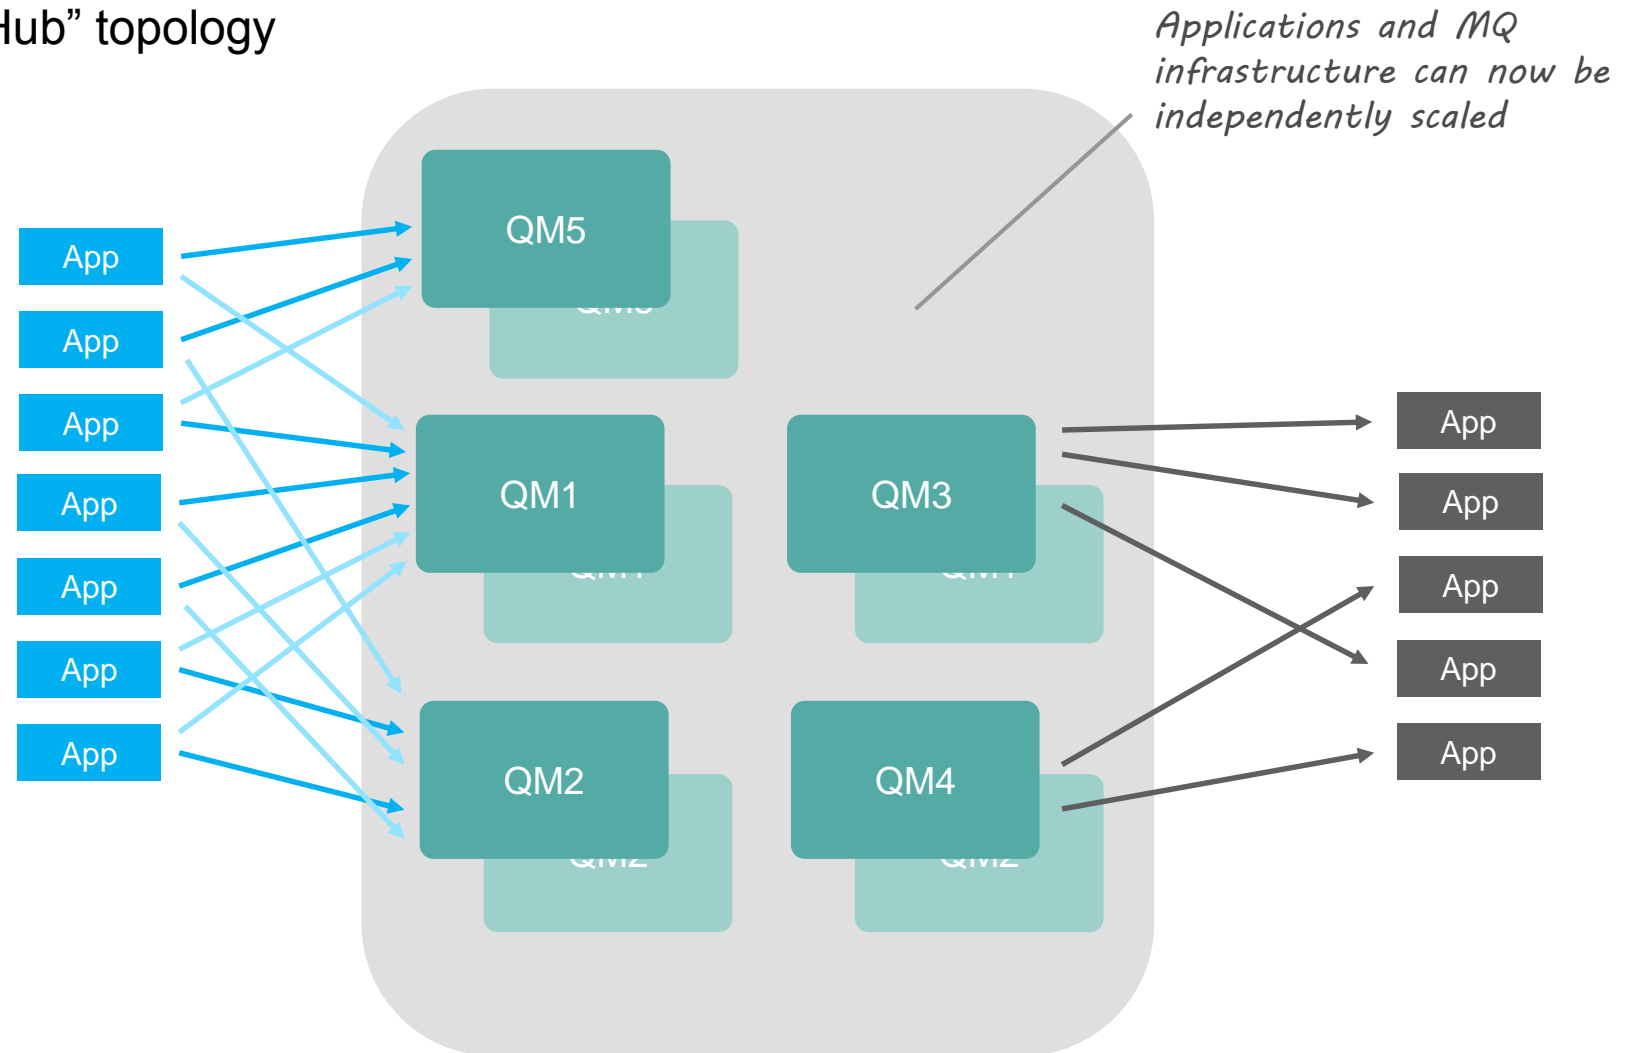 Hub” topology
Applications and MQ
infrastructure can now be
independently scaled
QM5
App
App
App
App
App
App
App
QM1
QM3
QM2
QM4
App
App
App
App
App